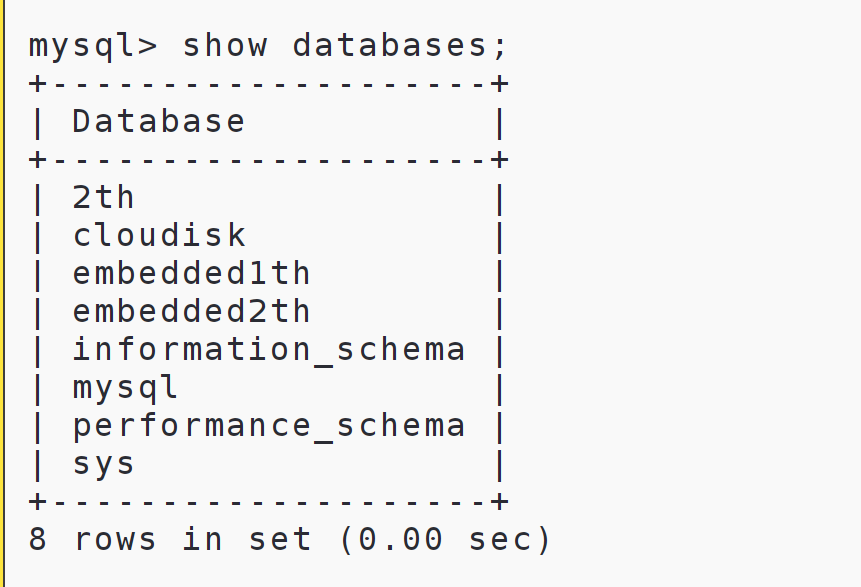 mysql> show databases;
+--------------------+
| Database           |
+--------------------+
| 2th                |
| cloudisk           |
| embedded1th        |
| embedded2th        |
| information_schema |
| mysql              |
| performance_schema |
| sys                |
+--------------------+
8 rows in set (0.00 sec)